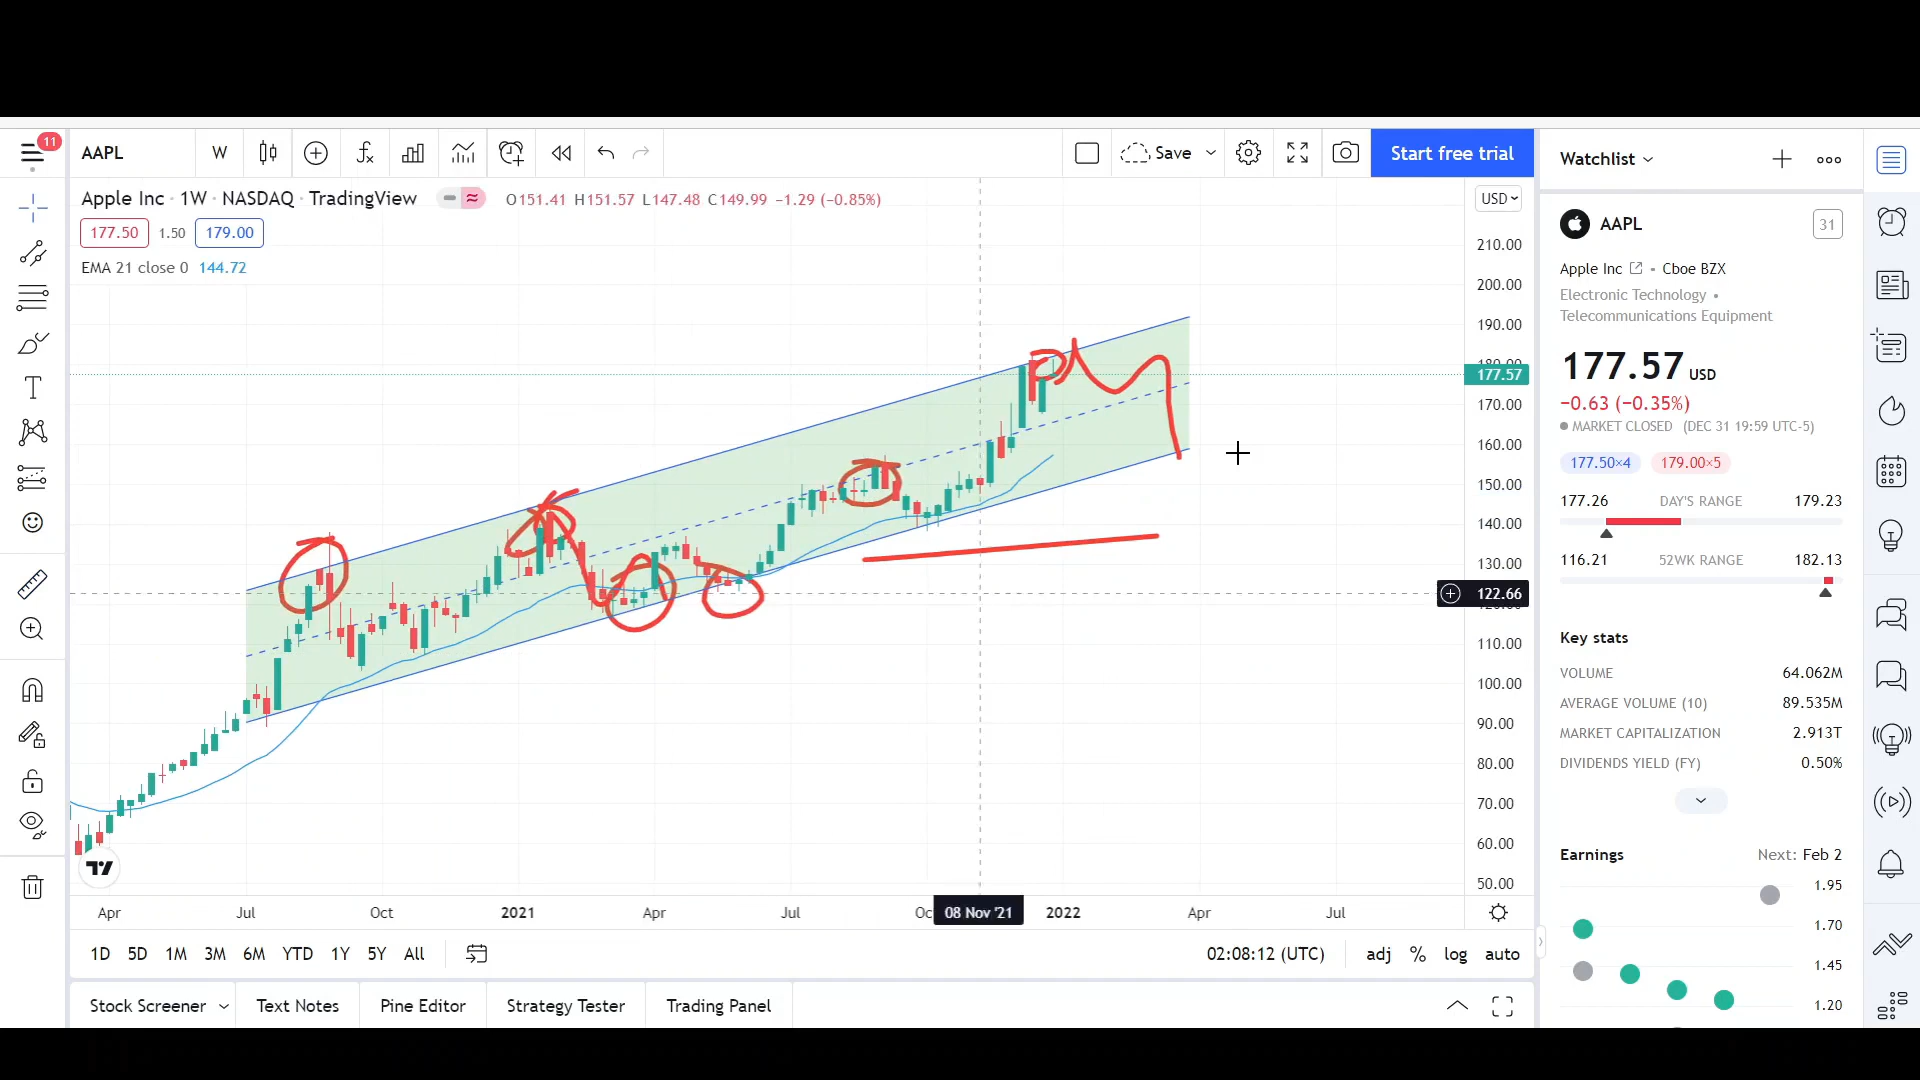 11
AAPL
W
Save
Start free trial
Watchlist
Apple Inc · 1W · NASDAQ · TradingView
O151.41 H151.57 L147.48 C149.99 −1.29 (−0.85%)
USD
177.50 1.50 179.00
EMA 21 close 0 144.72
210.00
200.00
190.00
180.00
177.57
170.00
160.00
150.00
140.00
130.00
122.66
120.00
110.00
100.00
90.00
80.00
70.00
60.00
50.00
Apr
Jul
Oct
2021
Apr
Jul
Oc
08 Nov '21
2022
Apr
Jul
1D 5D 1M 3M 6M YTD 1Y 5Y All
02:08:12 (UTC)
adj % log auto
Stock Screener
Text Notes
Pine Editor
Strategy Tester
Trading Panel
AAPL
31
Apple Inc • Cboe BZX
Electronic Technology •
Telecommunications Equipment
177.57 USD
−0.63 (−0.35%)
MARKET CLOSED (DEC 31 19:59 UTC-5)
177.50×4 179.00×5
177.26 DAY'S RANGE 179.23
116.21 52WK RANGE 182.13
Key stats
VOLUME 64.062M
AVERAGE VOLUME (10) 89.535M
MARKET CAPITALIZATION 2.913T
DIVIDENDS YIELD (FY) 0.50%
Earnings Next: Feb 2
1.95
1.70
1.45
1.20